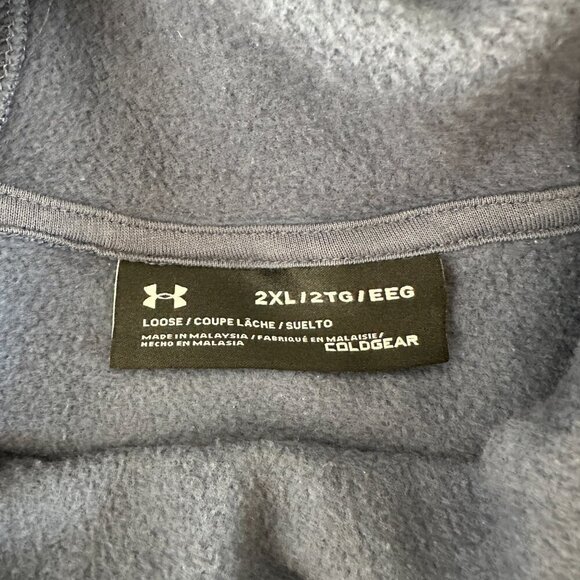 2XL/2TG/EEG
LOOSE / COUPE LÂCHE / SUELTO
MADE IN MALAYSIA / FABRIQUÉ EN MALAISIE/
HECHO EN MALASIA
COLDGEAR